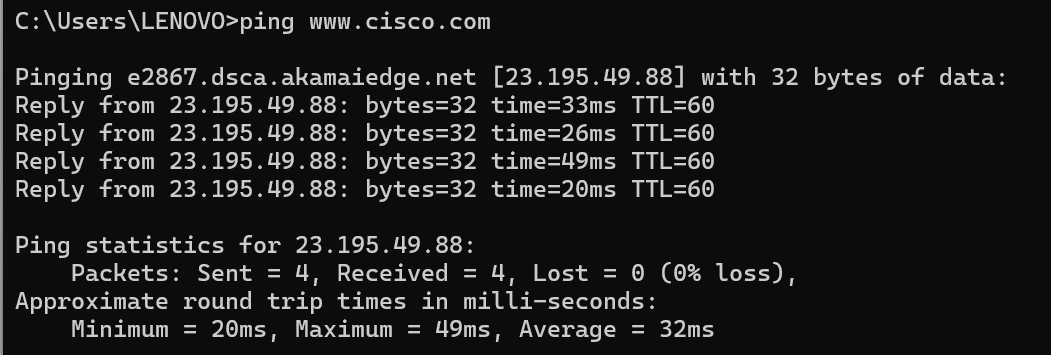 C:\Users\LENOVO>ping www.cisco.com
Pinging e2867.dsca.akamaiedge.net [23.195.49.88] with 32 bytes of data:
Reply from 23.195.49.88: bytes=32 time=33ms TTL=60
Reply from 23.195.49.88: bytes=32 time=26ms TTL=60
Reply from 23.195.49.88: bytes=32 time=49ms TTL=60
Reply from 23.195.49.88: bytes=32 time=20ms TTL=60
Ping statistics for 23.195.49.88:
    Packets: Sent = 4, Received = 4, Lost = 0 (0% loss),
Approximate round trip times in milli-seconds:
    Minimum = 20ms, Maximum = 49ms, Average = 32ms